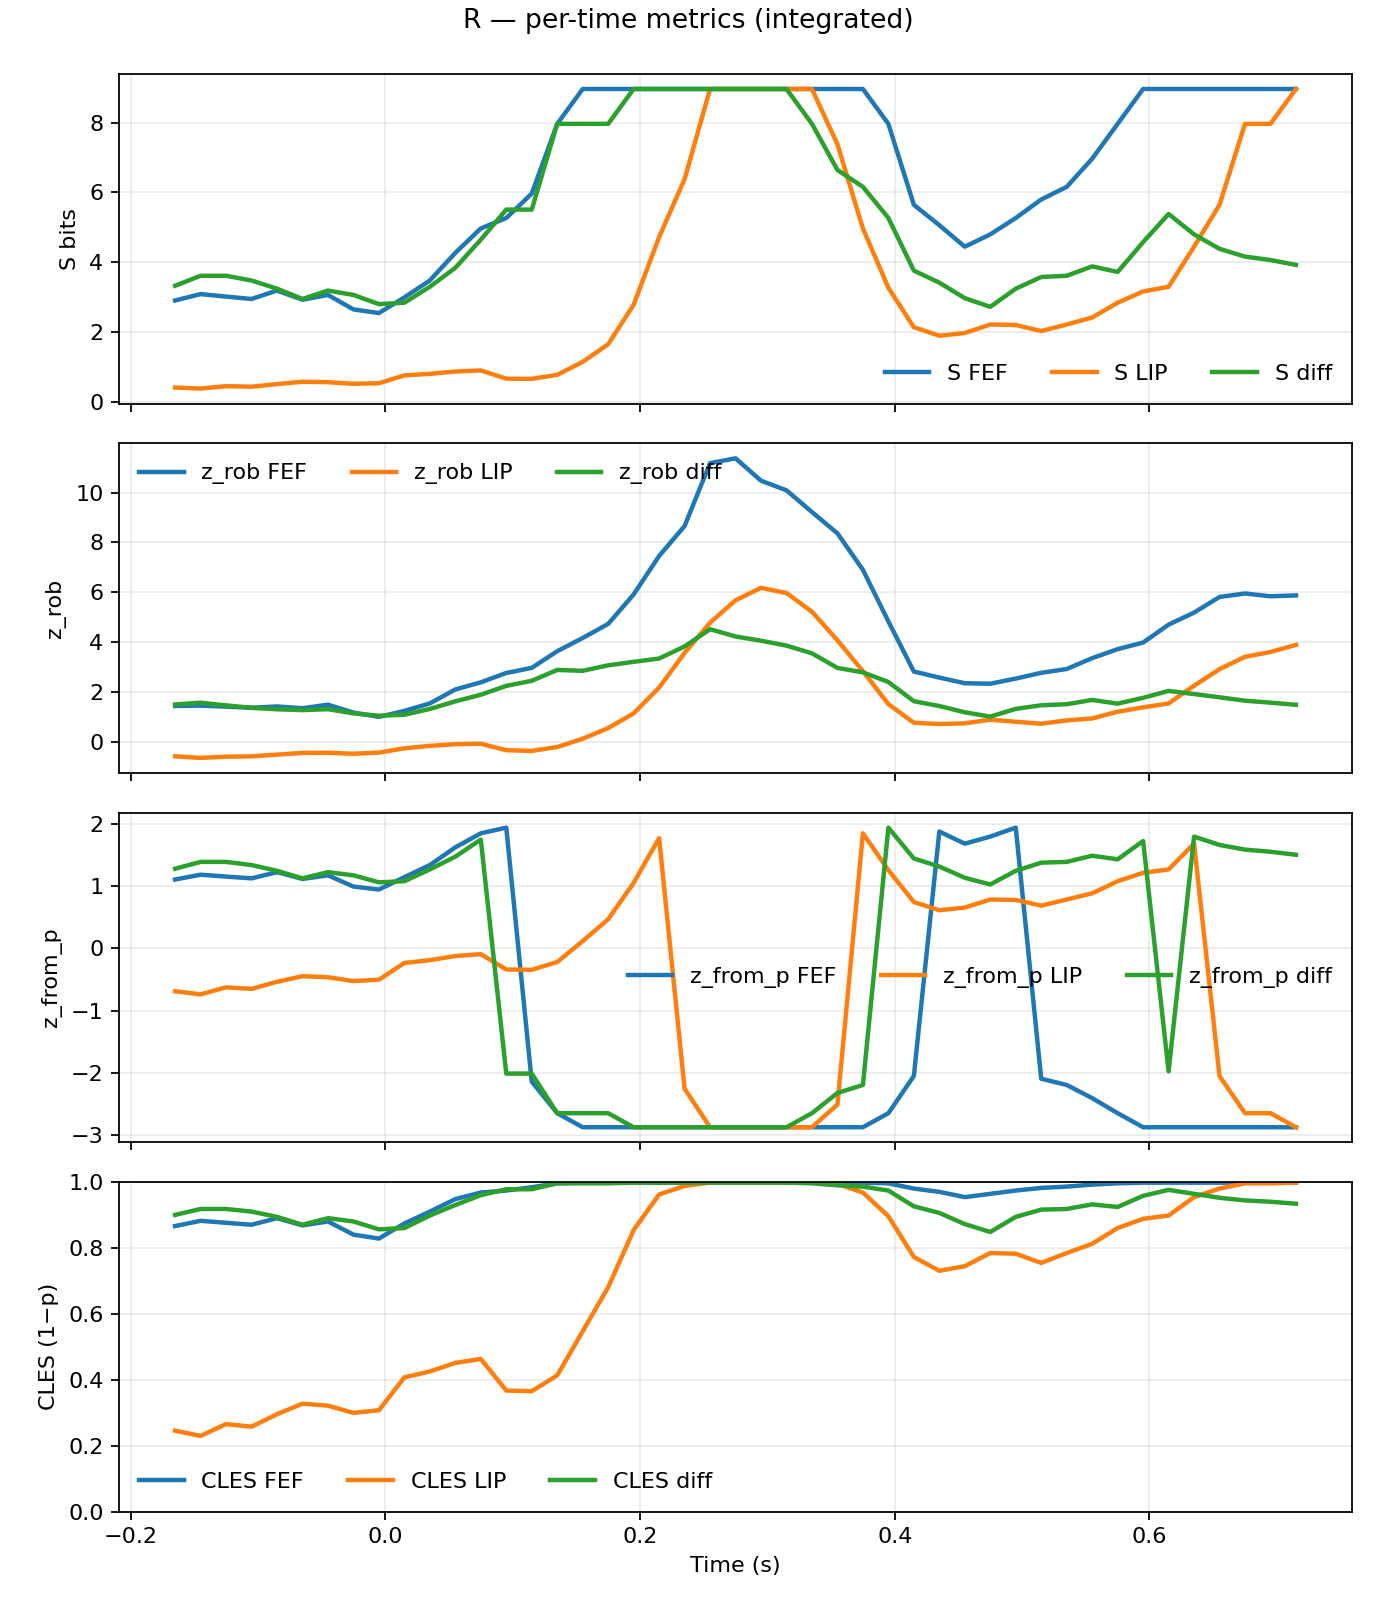 R — per-time metrics (integrated)
8
6
4
2
0
S bits
S FEF S LIP S diff
z_rob FEF z_rob LIP z_rob diff
10
8
6
4
2
0
z_rob
2
1
0
−1
−2
−3
z_from_p
z_from_p FEF z_from_p LIP z_from_p diff
1.0
0.8
0.6
0.4
0.2
0.0
CLES (1−p)
CLES FEF CLES LIP CLES diff
−0.2 0.0 0.2 0.4 0.6
Time (s)